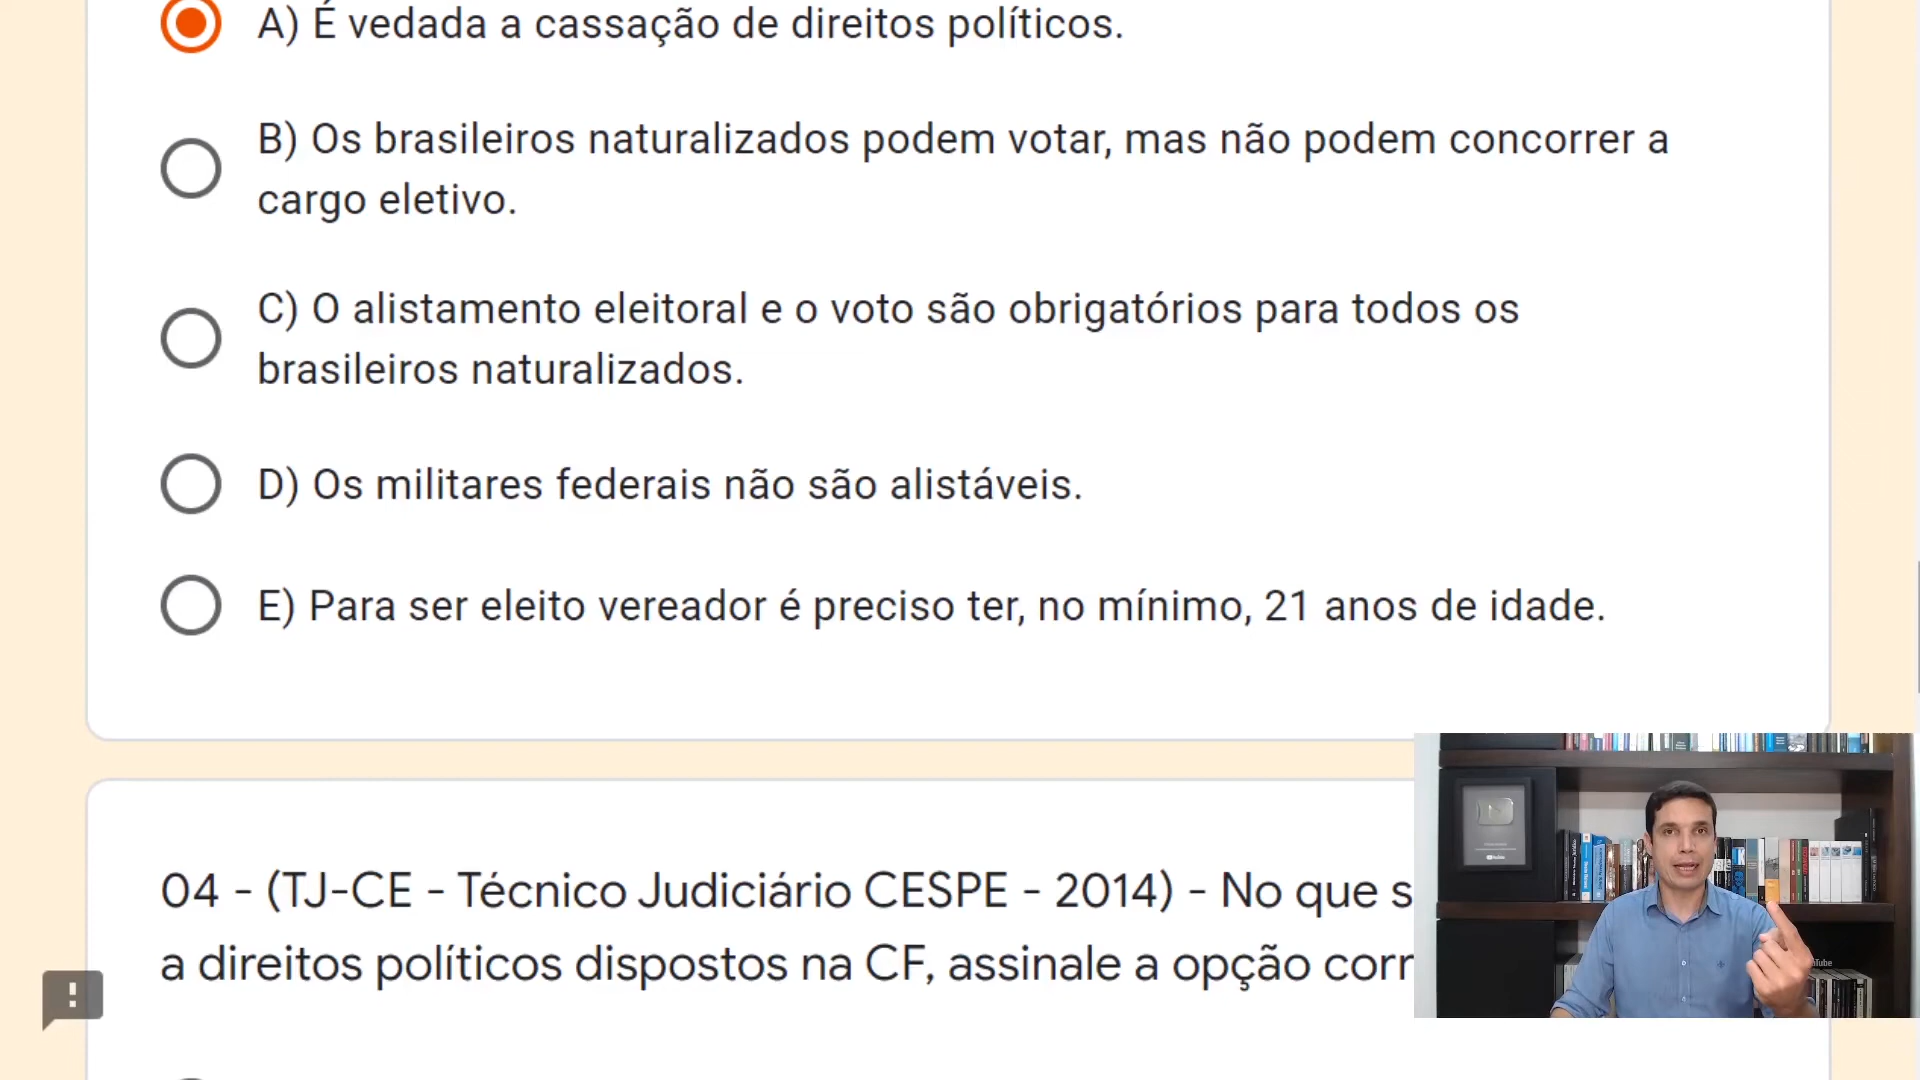 A) É vedada a cassação de direitos políticos.
B) Os brasileiros naturalizados podem votar, mas não podem concorrer a
cargo eletivo.
C) O alistamento eleitoral e o voto são obrigatórios para todos os
brasileiros naturalizados.
D) Os militares federais não são alistáveis.
E) Para ser eleito vereador é preciso ter, no mínimo, 21 anos de idade.
04 - (TJ-CE - Técnico Judiciário CESPE - 2014) - No que s
a direitos políticos dispostos na CF, assinale a opção corr
!